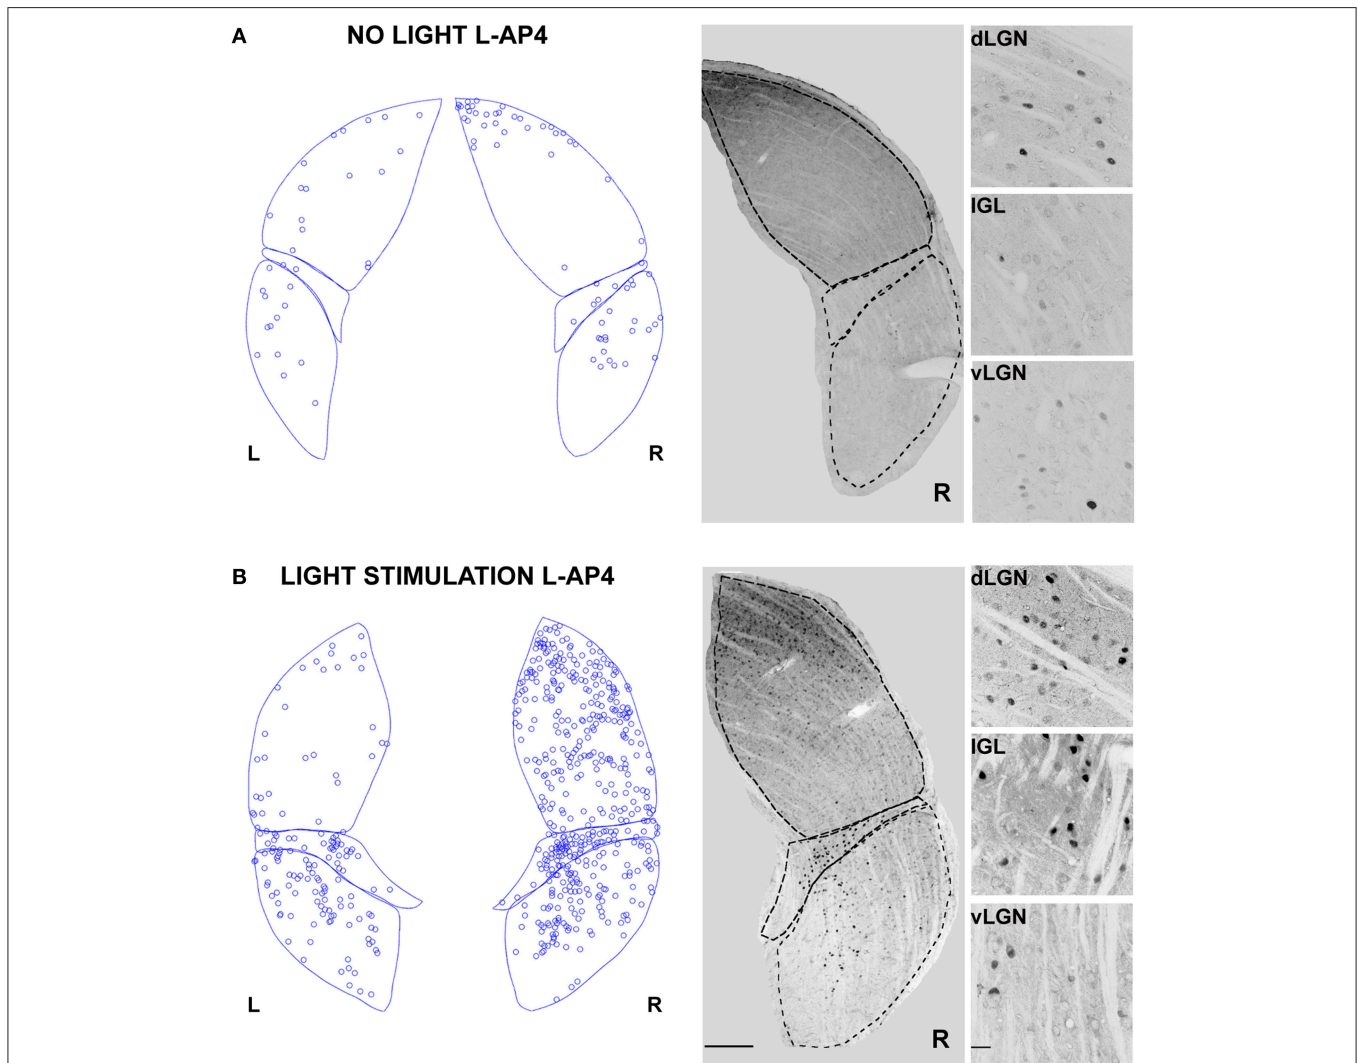 A
NO LIGHT L-AP4
L
R
R
dLGN
IGL
vLGN
B
LIGHT STIMULATION L-AP4
L
R
R
dLGN
IGL
vLGN